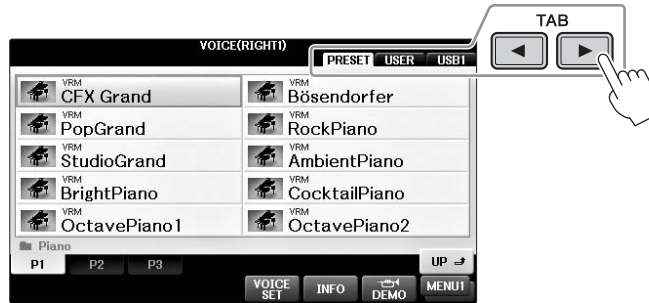 TAB
VOICE(RIGHT1)
PRESET USER USB1
VRM
CFX Grand
VRM
Bösendorfer
VRM
PopGrand
VRM
RockPiano
VRM
StudioGrand
VRM
AmbientPiano
VRM
BrightPiano
VRM
CocktailPiano
VRM
OctavePiano1
VRM
OctavePiano2
Piano
P1 P2 P3 UP
VOICE SET
INFO
DEMO
MENU1